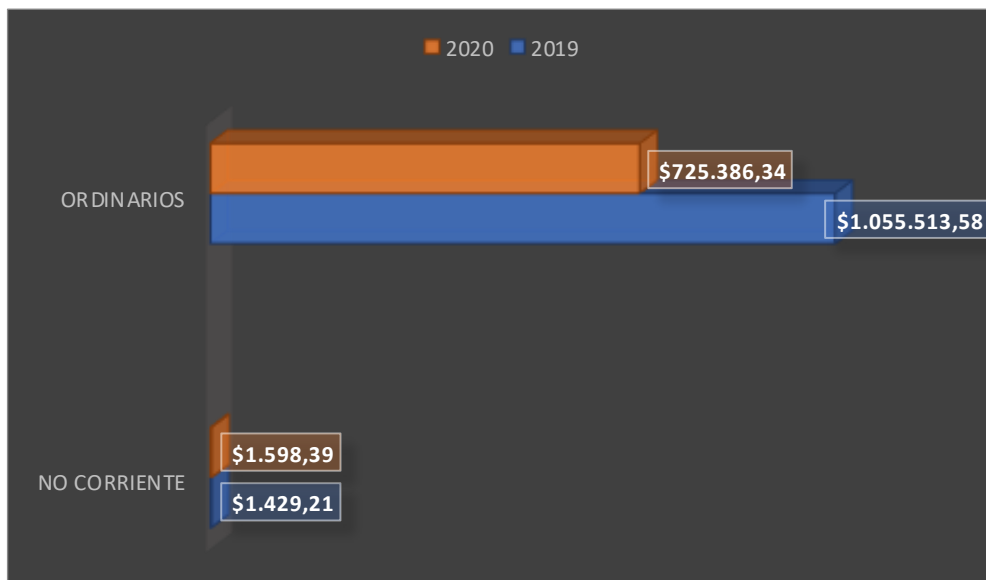 2020 2019
ORDINARIOS
$725.386,34
$1.055.513,58
NO CORRIENTE
$1.598,39
$1.429,21